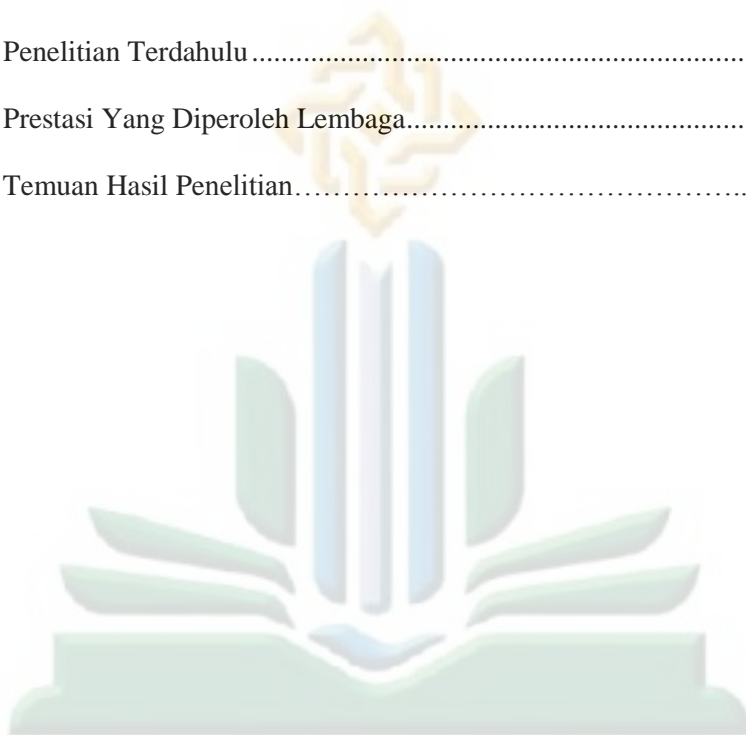 Penelitian Terdahulu..................................................................
Prestasi Yang Diperoleh Lembaga.............................................
Temuan Hasil Penelitian…………………………………………..